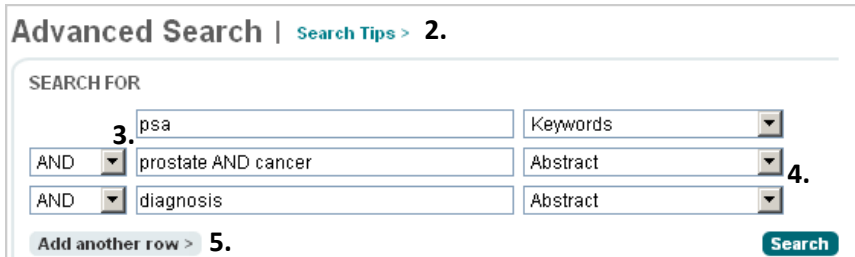 Advanced Search | Search Tips > 2.
SEARCH FOR
psa Keywords
3.
AND prostate AND cancer Abstract
4.
AND diagnosis Abstract
Add another row > 5. Search